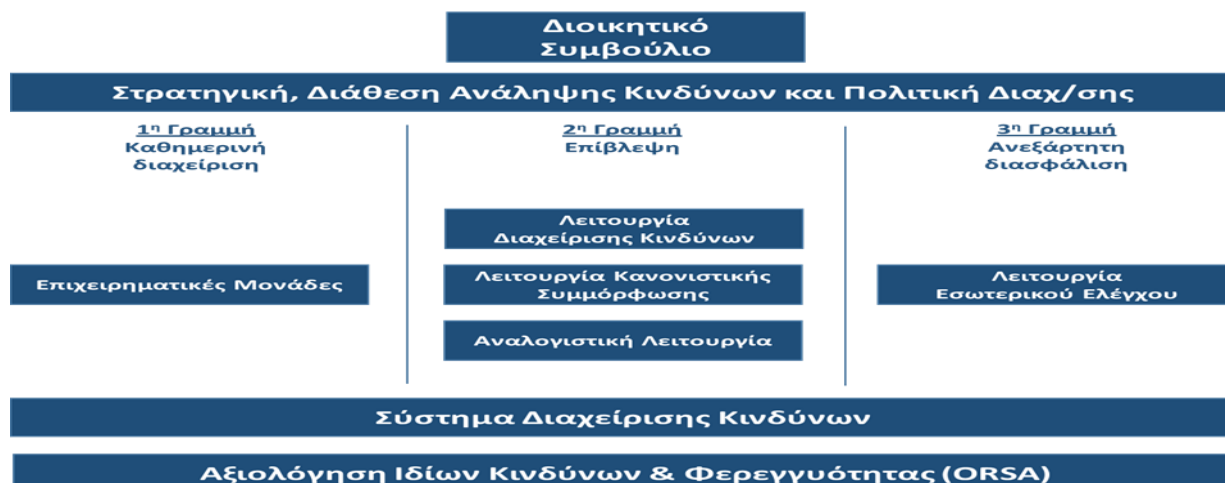 Διοικητικό
Συμβούλιο
Στρατηγική, Διάθεση Ανάληψης Κινδύνων και Πολιτική Διαχ/σης
1η Γραμμή
Καθημερινή
διαχείριση
2η Γραμμή
Επίβλεψη
3η Γραμμή
Ανεξάρτητη
διασφάλιση
Λειτουργία
Διαχείρισης Κινδύνων
Επιχειρηματικές Μονάδες
Λειτουργία Κανονιστικής
Συμμόρφωσης
Λειτουργία
Εσωτερικού Ελέγχου
Αναλογιστική Λειτουργία
Σύστημα Διαχείρισης Κινδύνων
Αξιολόγηση Ιδίων Κινδύνων & Φερεγγυότητας (ORSA)